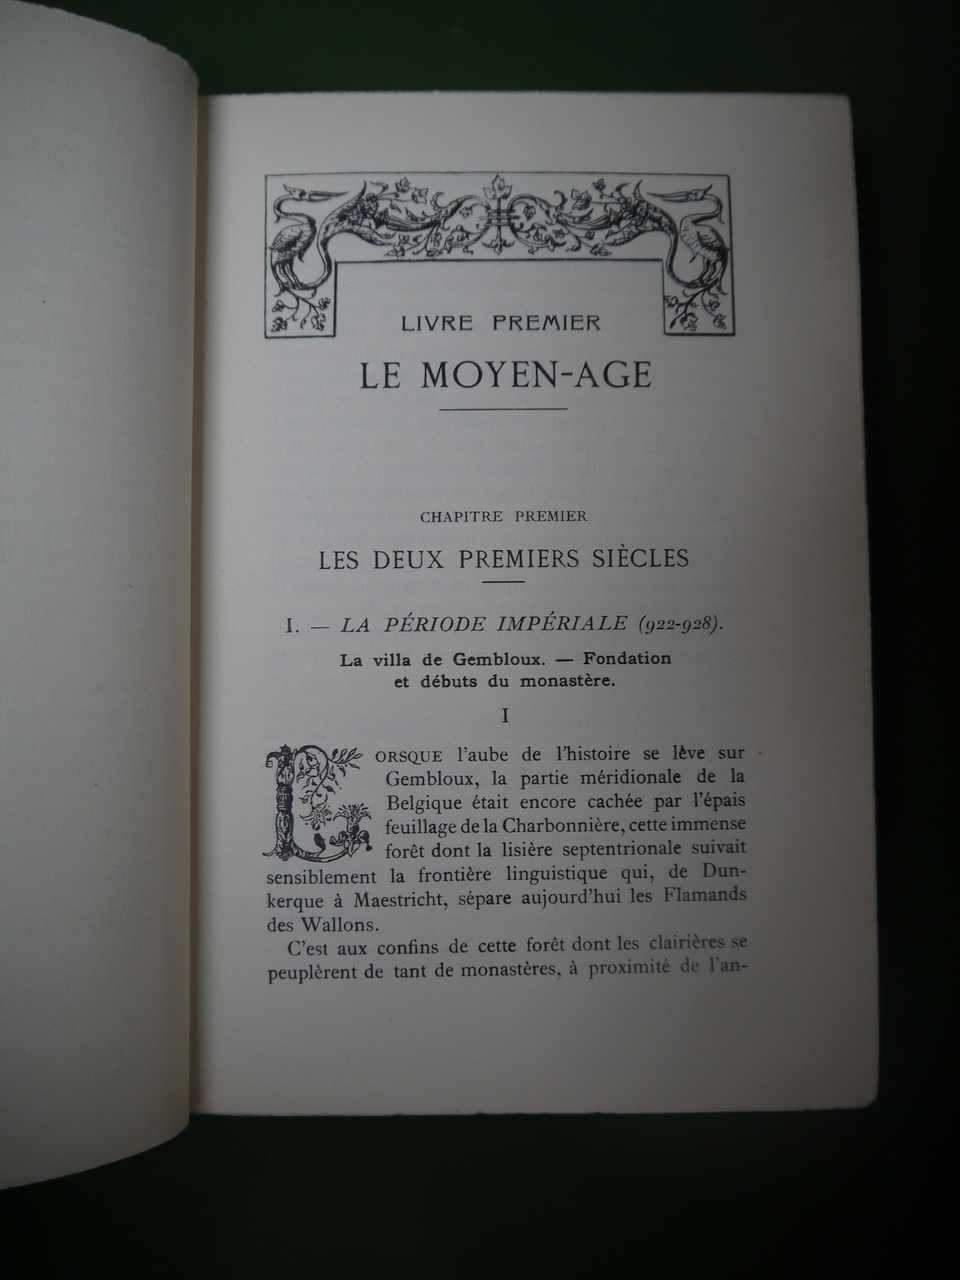 LIVRE PREMIER
LE MOYEN-AGE
CHAPITRE PREMIER
LES DEUX PREMIERS SIÈCLES
I. — LA PÉRIODE IMPÉRIALE (922-928).
La villa de Gembloux. — Fondation
et débuts du monastère.
I
LORSQUE l'aube de l'histoire se lève sur
Gembloux, la partie méridionale de la
Belgique était encore cachée par l'épais
feuillage de la Charbonnière, cette immense
forêt dont la lisière septentrionale suivait
sensiblement la frontière linguistique qui, de Dun-
kerque à Maestricht, sépare aujourd'hui les Flamands
des Wallons.
C'est aux confins de cette forêt dont les clairières se
peuplèrent de tant de monastères, à proximité de l'an-